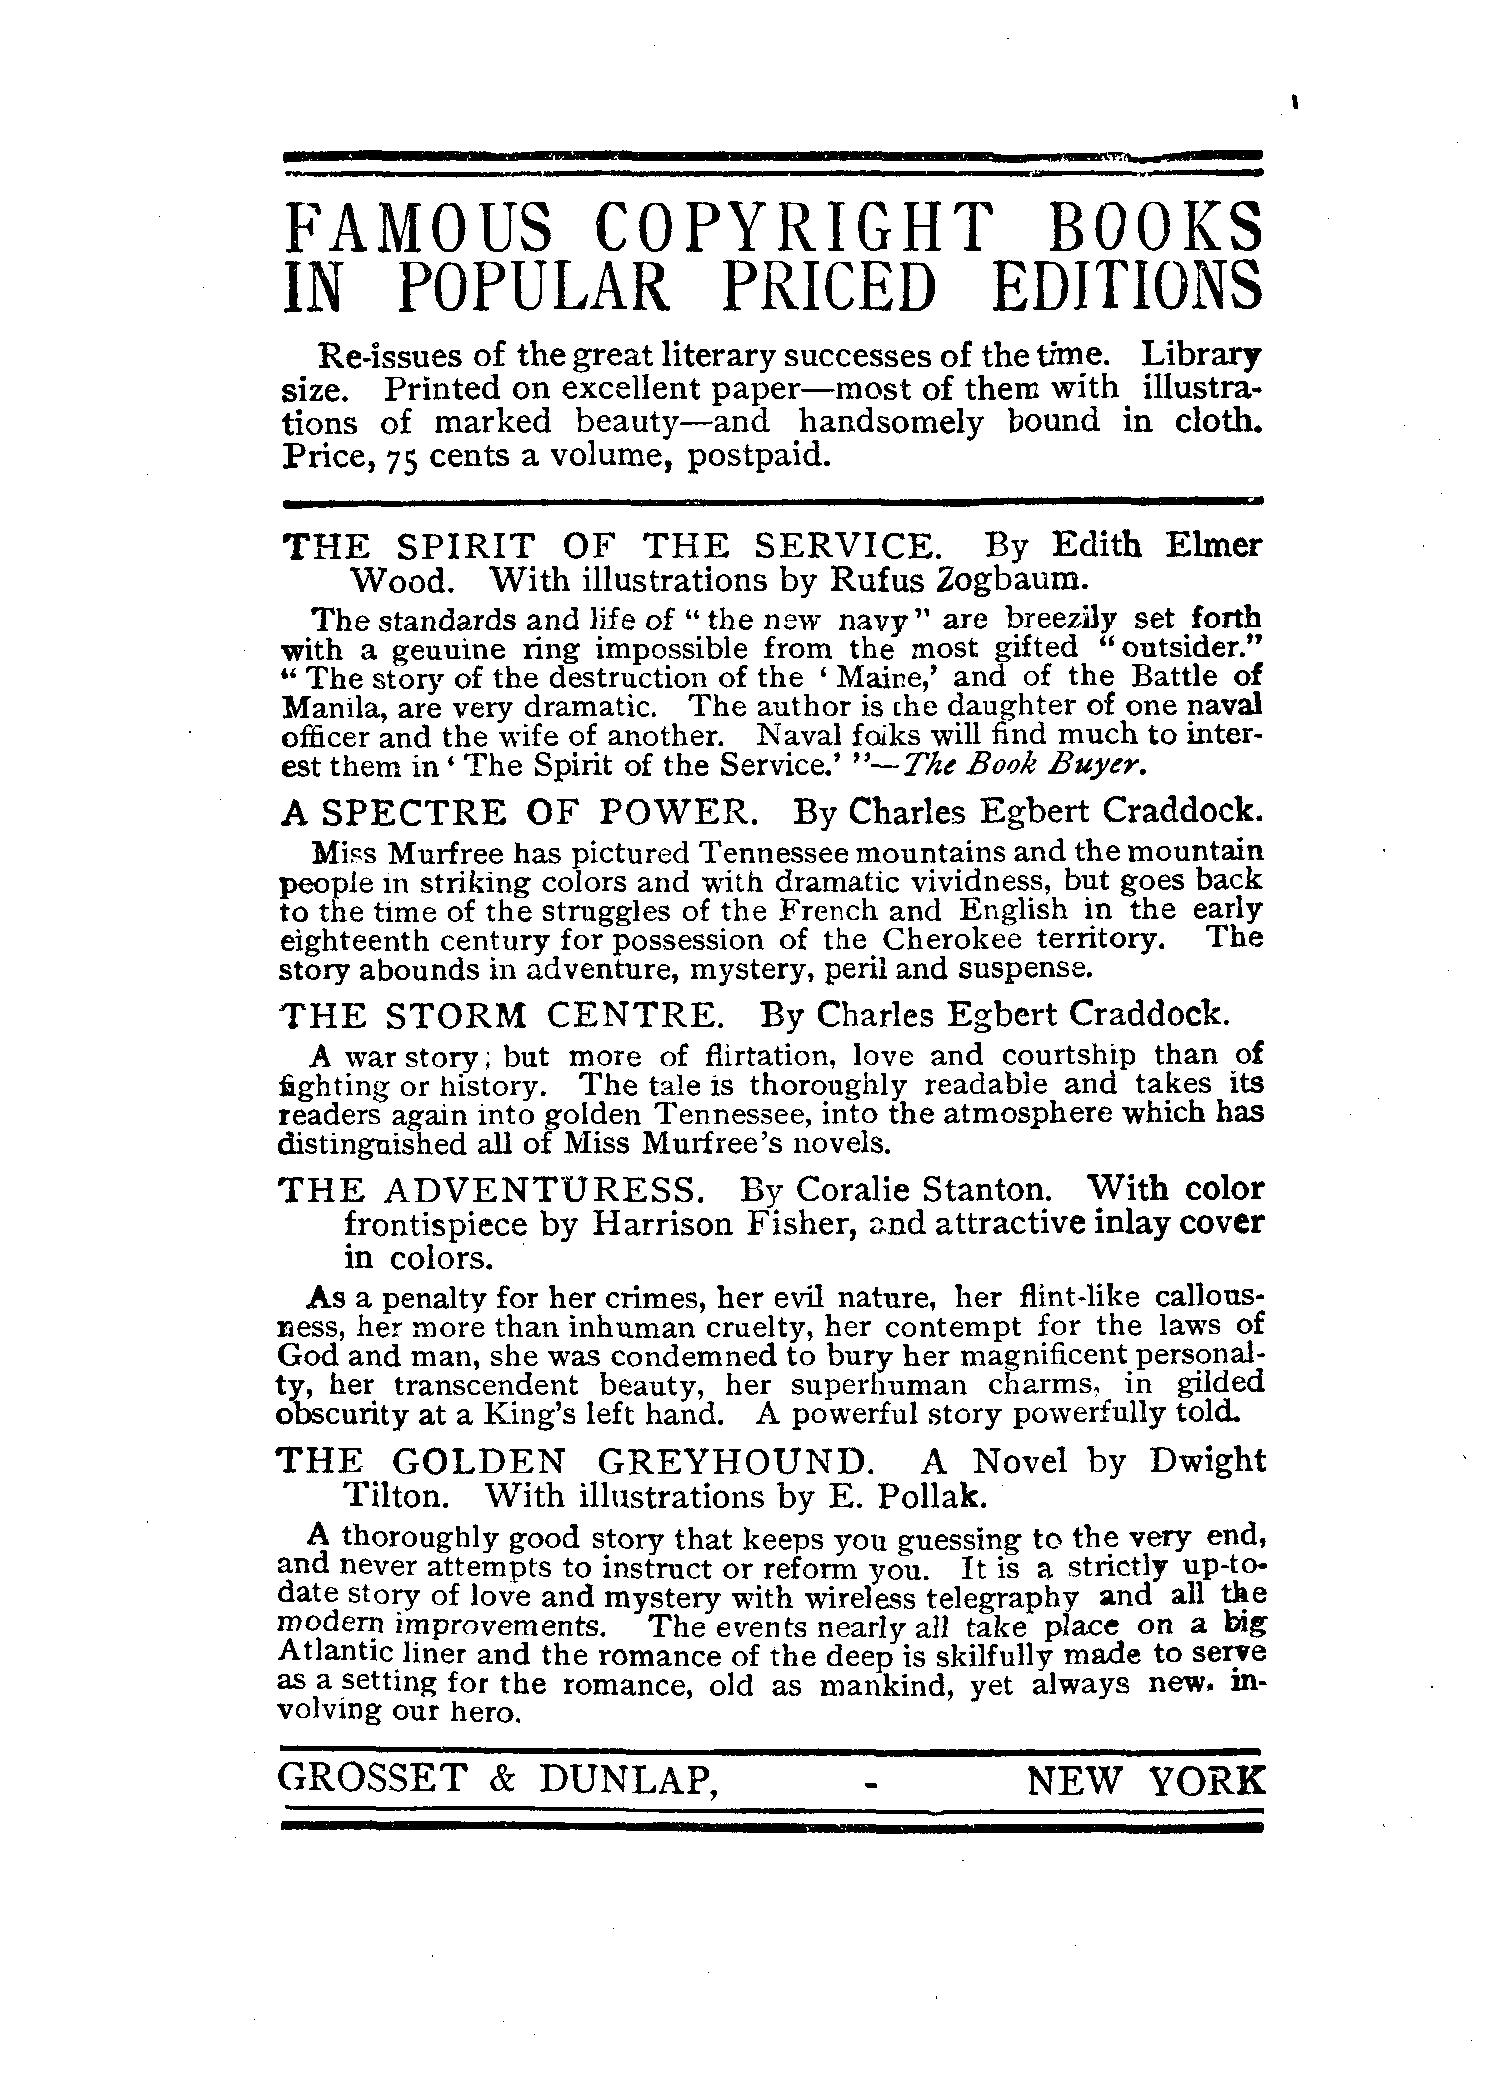 FAMOUS COPYRIGHT BOOKS
IN POPULAR PRICED EDITIONS
Re-issues of the great literary successes of the time. Library
size. Printed on excellent paper—most of them with illustra-
tions of marked beauty—and handsomely bound in cloth.
Price, 75 cents a volume, postpaid.
THE SPIRIT OF THE SERVICE. By Edith Elmer
Wood. With illustrations by Rufus Zogbaum.
The standards and life of “the new navy” are breezily set forth
with a geuuine ring impossible from the most gifted “outsider.”
“The story of the destruction of the ‘Maine,’ and of the Battle of
Manila, are very dramatic. The author is the daughter of one naval
officer and the wife of another. Naval folks will find much to inter-
est them in ‘The Spirit of the Service.’ ”—The Book Buyer.
A SPECTRE OF POWER. By Charles Egbert Craddock.
Miss Murfree has pictured Tennessee mountains and the mountain
people in striking colors and with dramatic vividness, but goes back
to the time of the struggles of the French and English in the early
eighteenth century for possession of the Cherokee territory. The
story abounds in adventure, mystery, peril and suspense.
THE STORM CENTRE. By Charles Egbert Craddock.
A war story; but more of flirtation, love and courtship than of
fighting or history. The tale is thoroughly readable and takes its
readers again into golden Tennessee, into the atmosphere which has
distinguished all of Miss Murfree’s novels.
THE ADVENTURESS. By Coralie Stanton. With color
frontispiece by Harrison Fisher, and attractive inlay cover
in colors.
As a penalty for her crimes, her evil nature, her flint-like callous-
ness, her more than inhuman cruelty, her contempt for the laws of
God and man, she was condemned to bury her magnificent personal-
ty, her transcendent beauty, her superhuman charms, in gilded
obscurity at a King’s left hand. A powerful story powerfully told.
THE GOLDEN GREYHOUND. A Novel by Dwight
Tilton. With illustrations by E. Pollak.
A thoroughly good story that keeps you guessing to the very end,
and never attempts to instruct or reform you. It is a strictly up-to-
date story of love and mystery with wireless telegraphy and all the
modern improvements. The events nearly all take place on a big
Atlantic liner and the romance of the deep is skilfully made to serve
as a setting for the romance, old as mankind, yet always new, in-
volving our hero.
GROSSET & DUNLAP, - NEW YORK